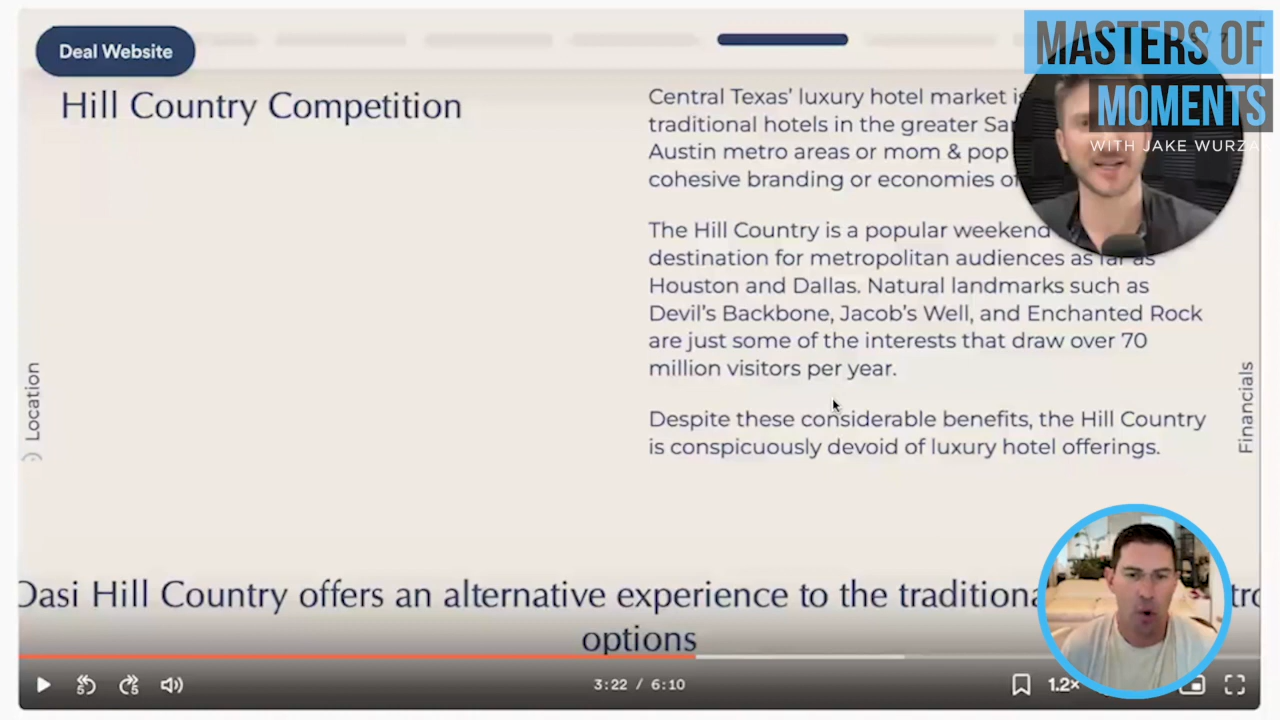 Deal Website
MASTERS OF
MOMENTS
WITH JAKE WURZA
Hill Country Competition
Central Texas' luxury hotel market is
traditional hotels in the greater San
Austin metro areas or mom & pop
cohesive branding or economies of
The Hill Country is a popular weekend
destination for metropolitan audiences as far as
Houston and Dallas. Natural landmarks such as
Devil's Backbone, Jacob's Well, and Enchanted Rock
are just some of the interests that draw over 70
million visitors per year.
Despite these considerable benefits, the Hill Country
is conspicuously devoid of luxury hotel offerings.
Location
Financials
Oasi Hill Country offers an alternative experience to the traditiona
options
3:22 / 6:10
1.2×